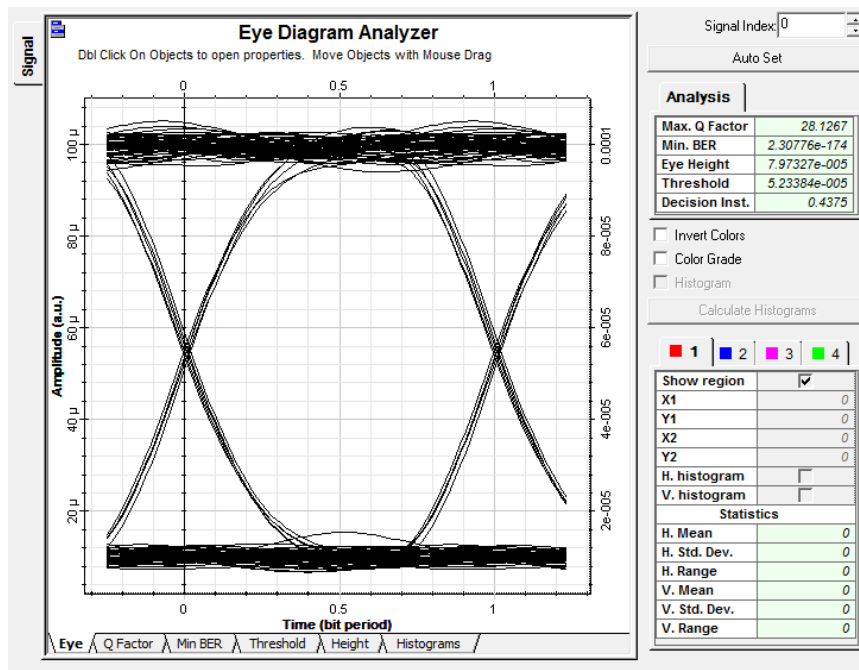 Signal
Eye Diagram Analyzer
Dbl Click On Objects to open properties. Move Objects with Mouse Drag
0 0.5 1
100 µ
80 µ
60 µ
40 µ
20 µ
Amplitude (a.u.)
0.0001
8e-005
6e-005
4e-005
2e-005
0 0.5 1
Time (bit period)
Eye Q Factor Min BER Threshold Height Histograms
Signal Index: 0
Auto Set
Analysis
Max. Q Factor 28.1267
Min. BER 2.30776e-174
Eye Height 7.97327e-005
Threshold 5.23384e-005
Decision Inst. 0.4375
Invert Colors
Color Grade
Histogram
Calculate Histograms
1 2 3 4
Show region
X1 0
Y1 0
X2 0
Y2 0
H. histogram
V. histogram
Statistics
H. Mean 0
H. Std. Dev. 0
H. Range 0
V. Mean 0
V. Std. Dev. 0
V. Range 0